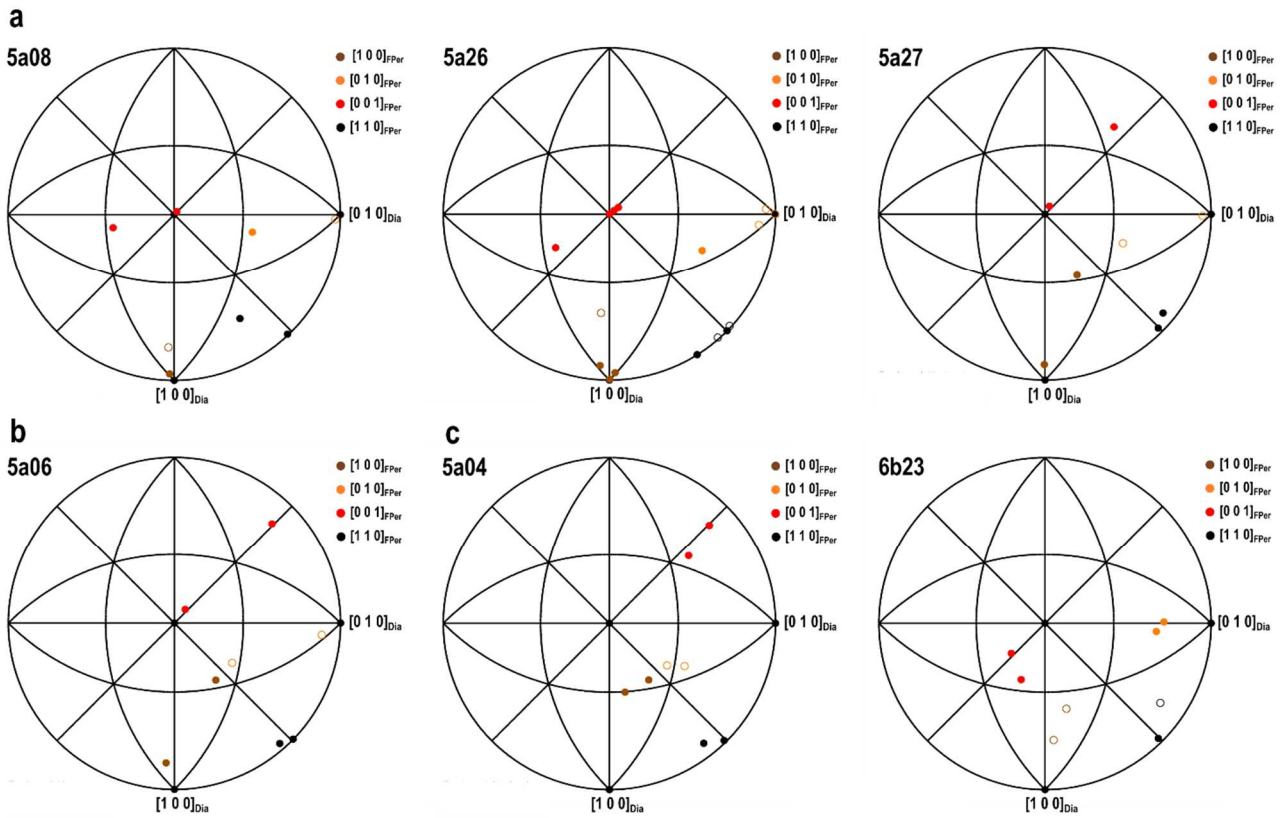 a
5a08
[1 0 0]FPer
[0 1 0]FPer
[0 0 1]FPer
[1 1 0]FPer
[0 1 0]Dia
[1 0 0]Dia
5a26
[1 0 0]FPer
[0 1 0]FPer
[0 0 1]FPer
[1 1 0]FPer
[0 1 0]Dia
[1 0 0]Dia
5a27
[1 0 0]FPer
[0 1 0]FPer
[0 0 1]FPer
[1 1 0]FPer
[0 1 0]Dia
[1 0 0]Dia
b
5a06
[1 0 0]FPer
[0 1 0]FPer
[0 0 1]FPer
[1 1 0]FPer
[0 1 0]Dia
[1 0 0]Dia
c
5a04
[1 0 0]FPer
[0 1 0]FPer
[0 0 1]FPer
[1 1 0]FPer
[0 1 0]Dia
[1 0 0]Dia
6b23
[1 0 0]FPer
[0 1 0]FPer
[0 0 1]FPer
[1 1 0]FPer
[0 1 0]Dia
[1 0 0]Dia